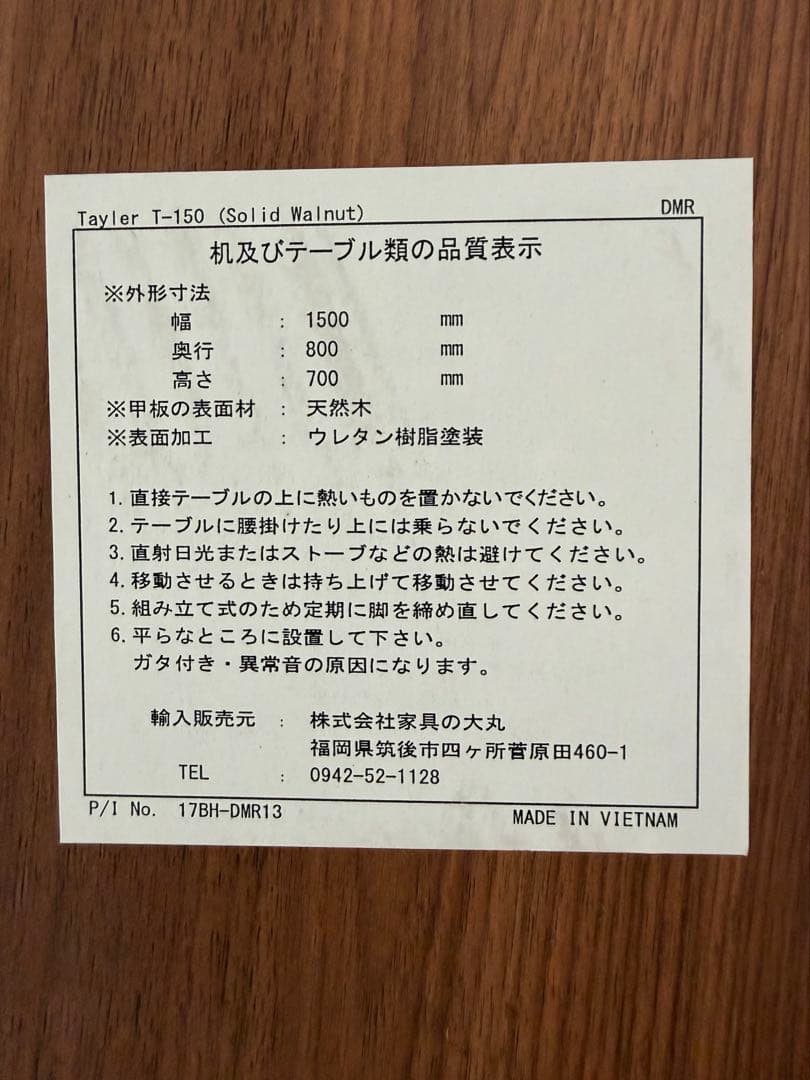 Tayler T-150 (Solid Walnut) DMR
机及びテーブル類の品質表示
※外形寸法
幅 : 1500 mm
奥行 : 800 mm
高さ : 700 mm
※甲板の表面材 : 天然木
※表面加工 : ウレタン樹脂塗装
1. 直接テーブルの上に熱いものを置かないでください。
2. テーブルに腰掛けたり上には乗らないでください。
3. 直射日光またはストーブなどの熱は避けてください。
4. 移動させるときは持ち上げて移動させてください。
5. 組み立て式のため定期に脚を締め直してください。
6. 平らなところに設置して下さい。
ガタ付き・異常音の原因になります。
輸入販売元 : 株式会社家具の大丸
福岡県筑後市四ヶ所菅原田460-1
TEL : 0942-52-1128
P/I No. 17BH-DMR13 MADE IN VIETNAM